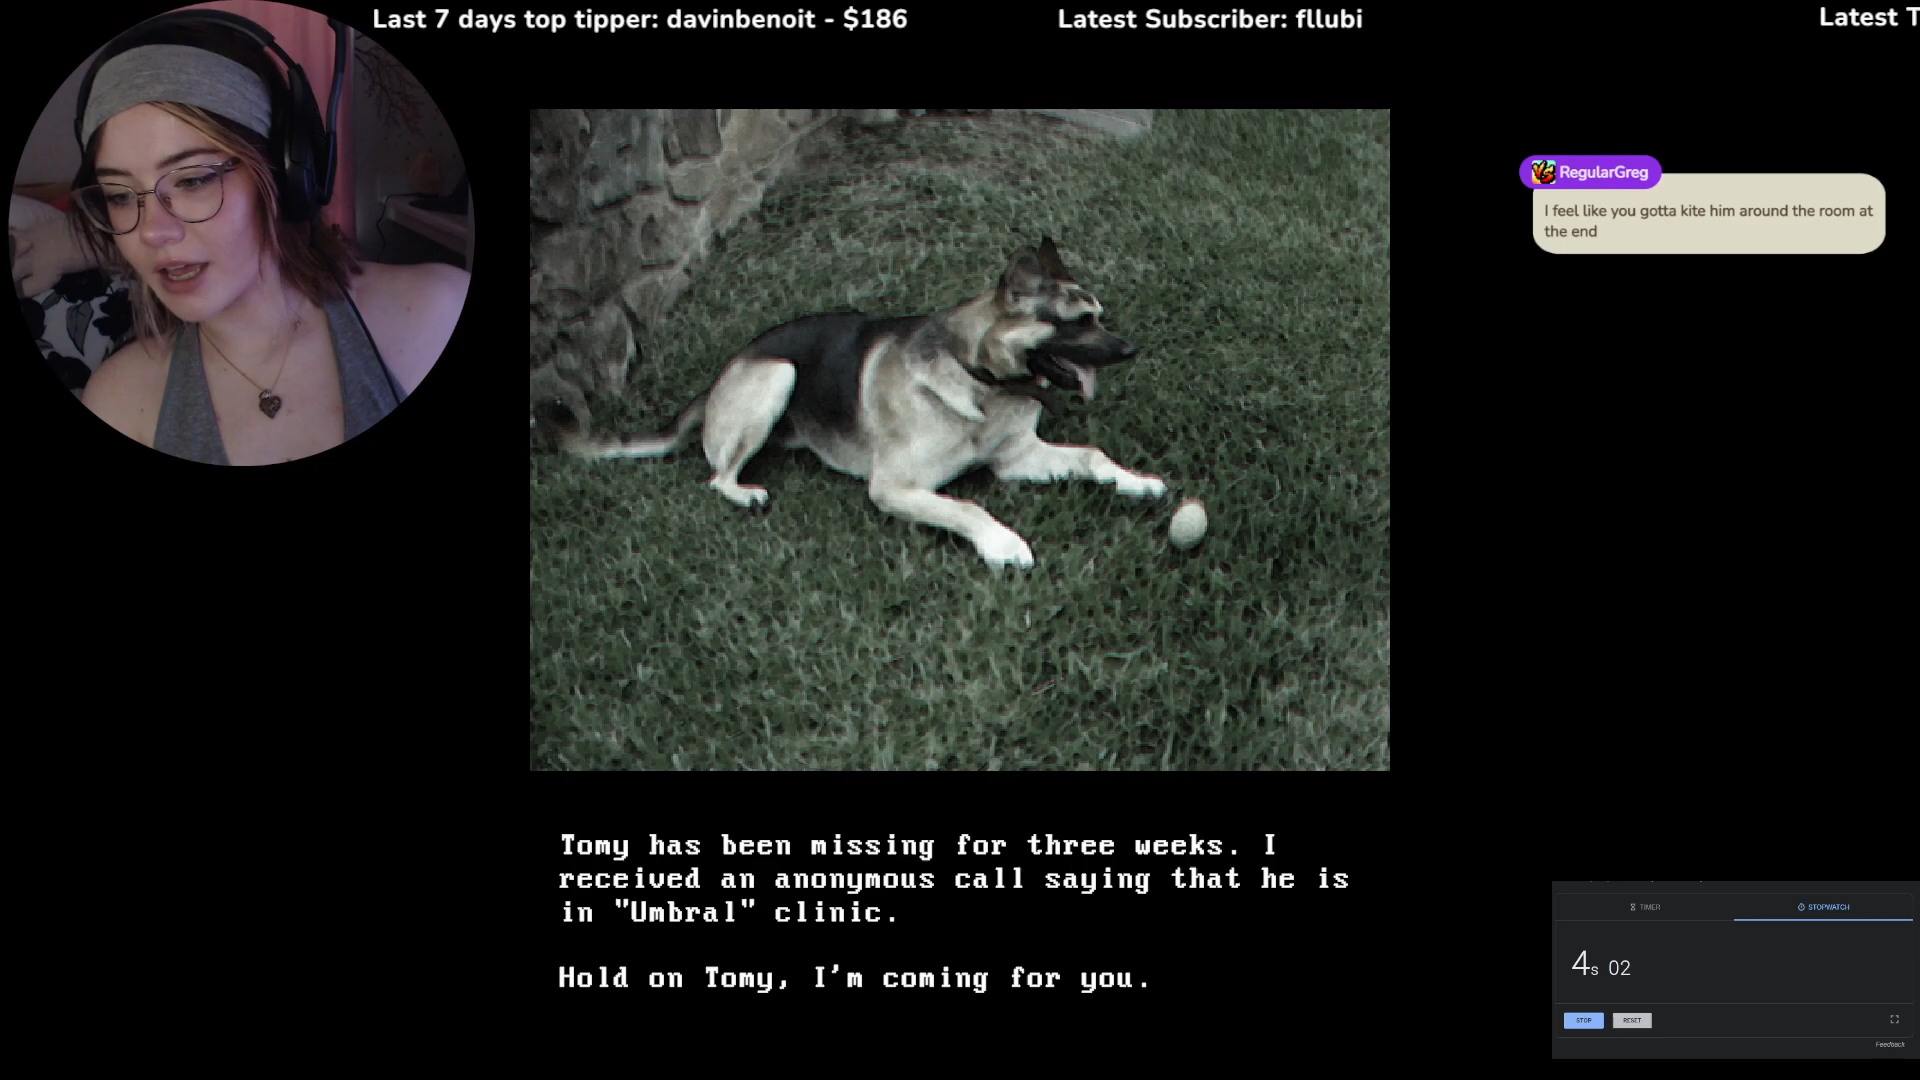 Last 7 days top tipper: davinbenoit - $186
Latest Subscriber: fllubi
Latest T
RegularGreg
I feel like you gotta kite him around the room at
the end
Tomy has been missing for three weeks. I
received an anonymous call saying that he is
in "Umbral" clinic.
Hold on Tomy, I'm coming for you.
TIMER
STOPWATCH
4s 02
STOP
RESET
Feedback